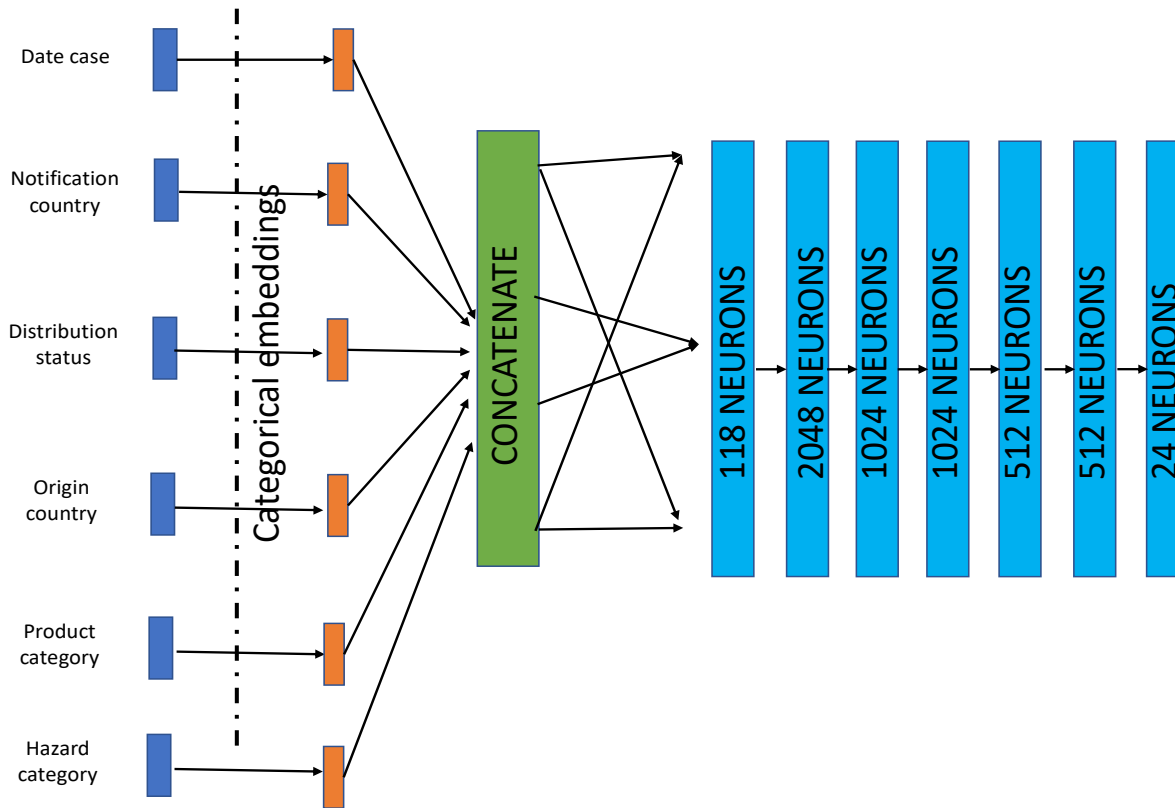 Date case
Notification
country
Distribution
status
Origin
country
Product
category
Hazard
category
Categorical embeddings
CONCATENATE
118 NEURONS
2048 NEURONS
1024 NEURONS
1024 NEURONS
512 NEURONS
512 NEURONS
24 NEURONS